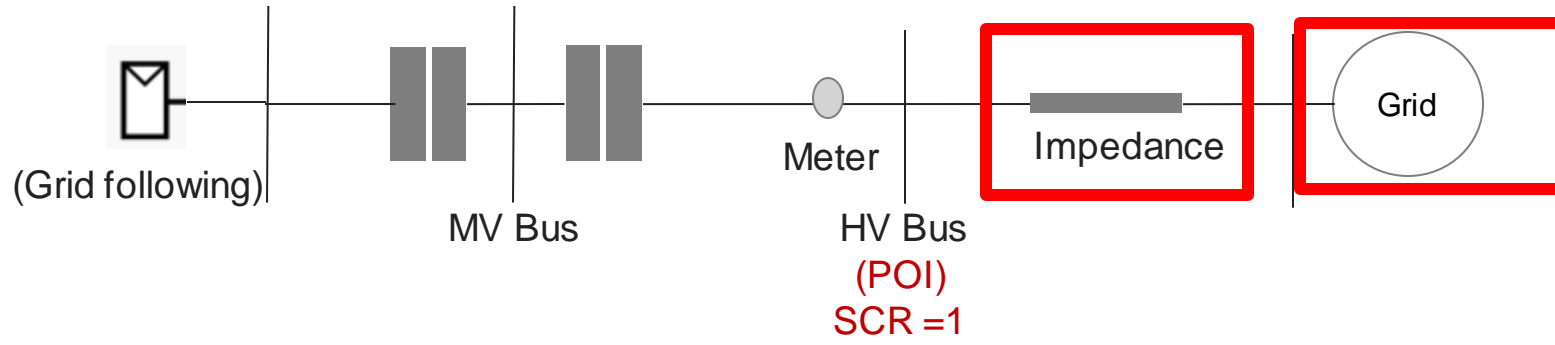 (Grid following)
MV Bus
Meter
HV Bus
(POI)
SCR =1
Impedance
Grid